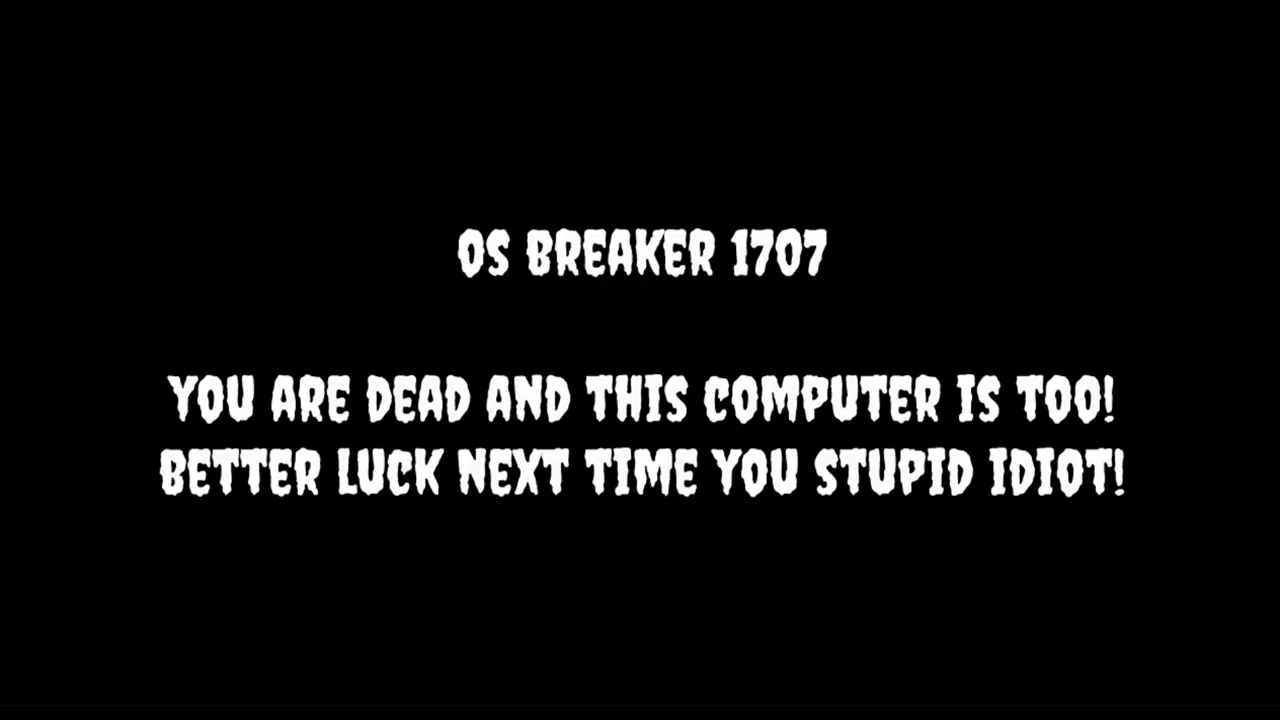 OS BREAKER 1707
YOU ARE DEAD AND THIS COMPUTER IS TOO!
BETTER LUCK NEXT TIME YOU STUPID IDIOT!